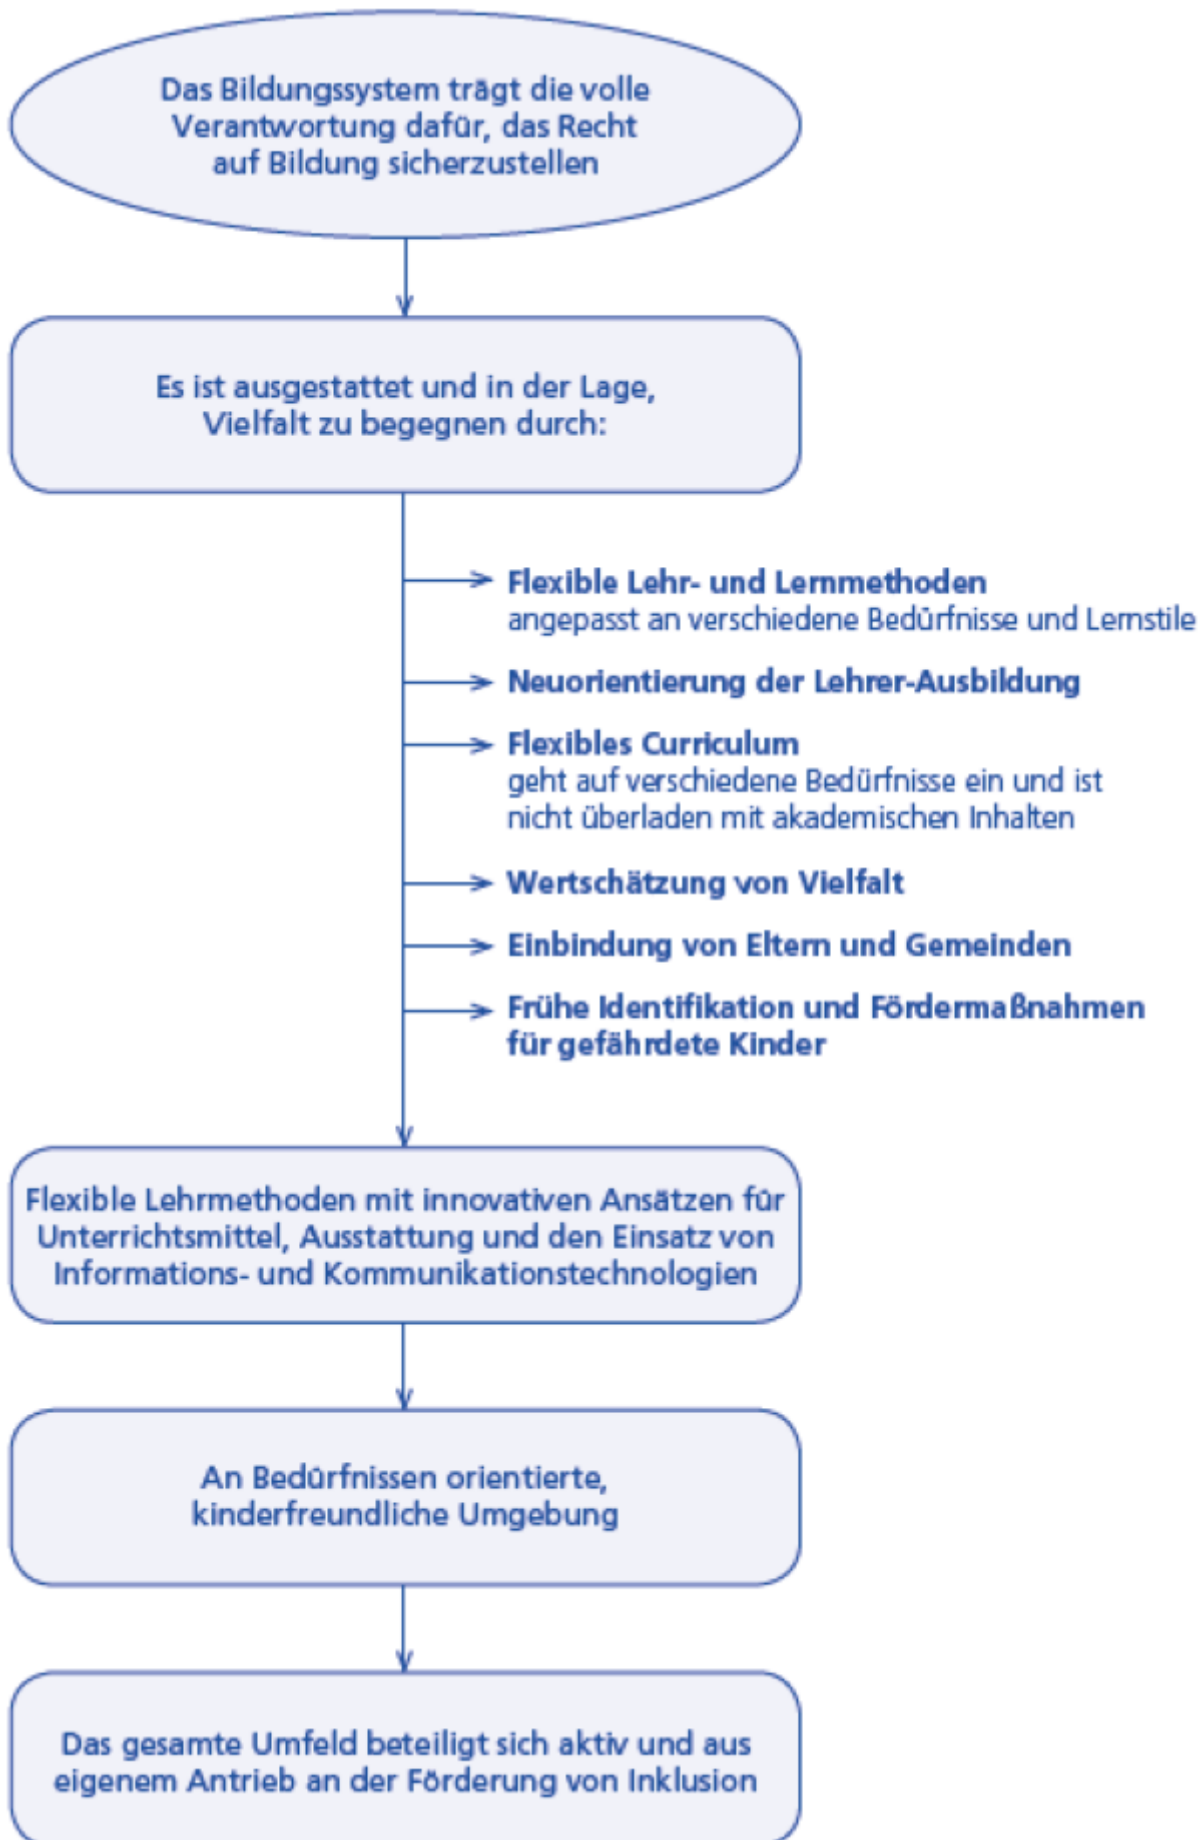 Das Bildungssystem trägt die volle
Verantwortung dafür, das Recht
auf Bildung sicherzustellen
Es ist ausgestattet und in der Lage,
Vielfalt zu begegnen durch:
Flexible Lehr- und Lernmethoden
angepasst an verschiedene Bedürfnisse und Lernstile
Neuorientierung der Lehrer-Ausbildung
Flexibles Curriculum
geht auf verschiedene Bedürfnisse ein und ist
nicht überladen mit akademischen Inhalten
Wertschätzung von Vielfalt
Einbindung von Eltern und Gemeinden
Frühe Identifikation und Fördermaßnahmen
für gefährdete Kinder
Flexible Lehrmethoden mit innovativen Ansätzen für
Unterrichtsmittel, Ausstattung und den Einsatz von
Informations- und Kommunikationstechnologien
An Bedürfnissen orientierte,
kinderfreundliche Umgebung
Das gesamte Umfeld beteiligt sich aktiv und aus
eigenem Antrieb an der Förderung von Inklusion